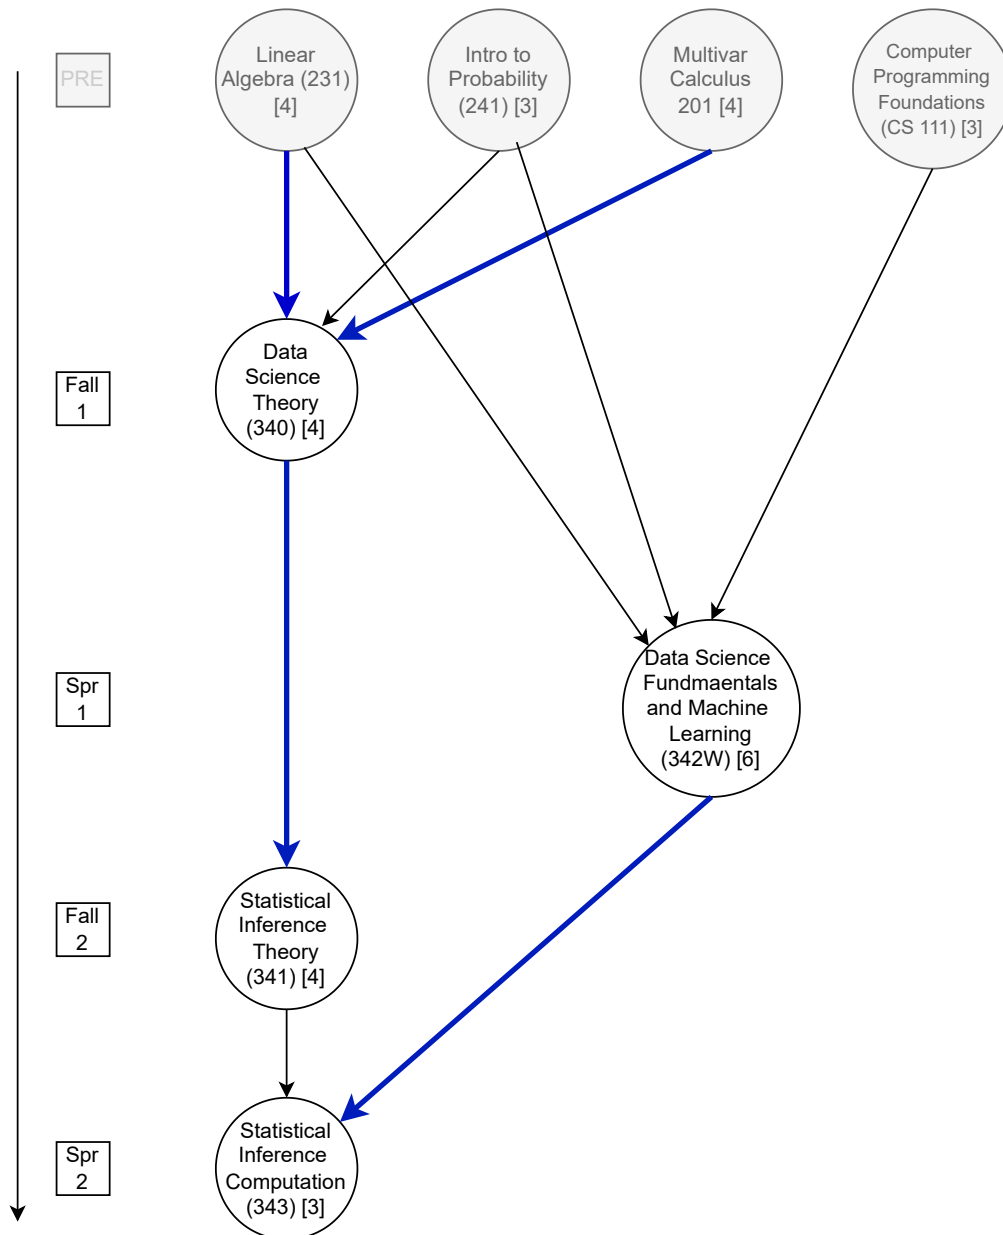 PRE
Linear
Algebra (231)
[4]
Intro to
Probability
(241) [3]
Multivar
Calculus
201 [4]
Computer
Programming
Foundations
(CS 111) [3]
Fall
1
Data
Science
Theory
(340) [4]
Spr
1
Data Science
Fundmaentals
and Machine
Learning
(342W) [6]
Fall
2
Statistical
Inference
Theory
(341) [4]
Spr
2
Statistical
Inference
Computation
(343) [3]